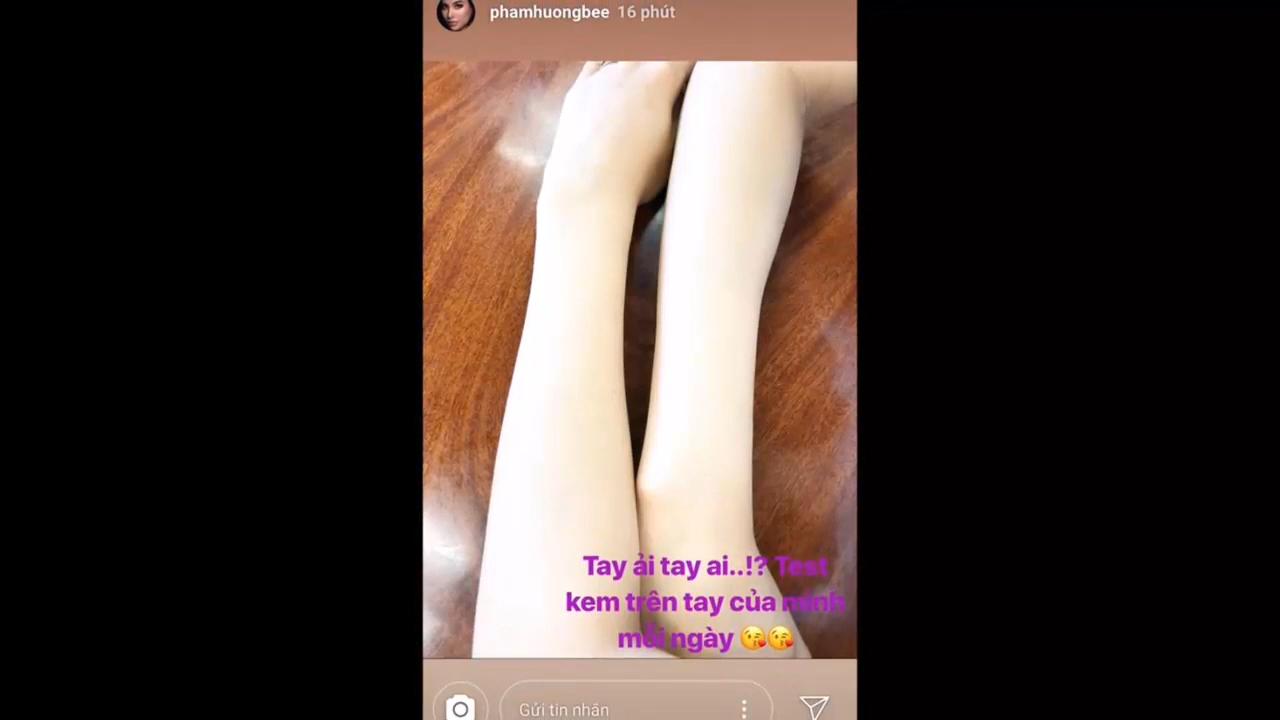 phamhuongbee 16 phút
Tay ải tay ai..!? Test
kem trên tay của mình
mỗi ngày 😘😘
Gửi tin nhắn